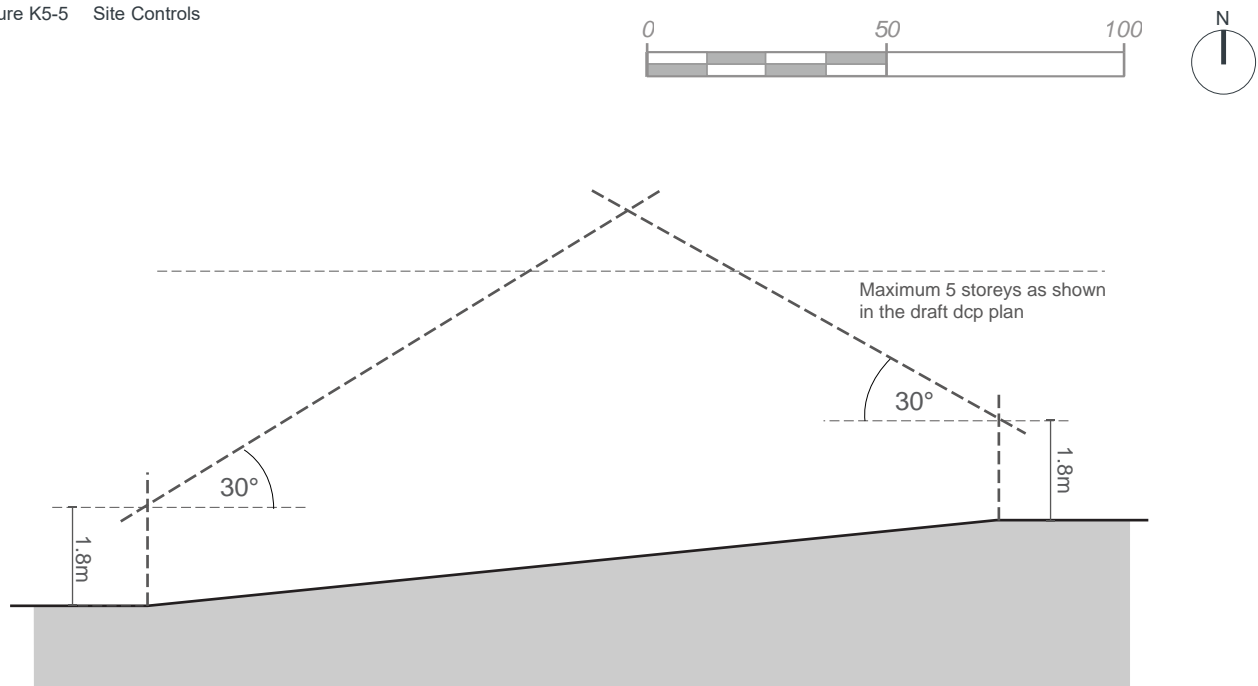 K5-5 Site Controls
0 50 100
N
Maximum 5 storeys as shown
in the draft dcp plan
30°
1.8m
30°
1.8m